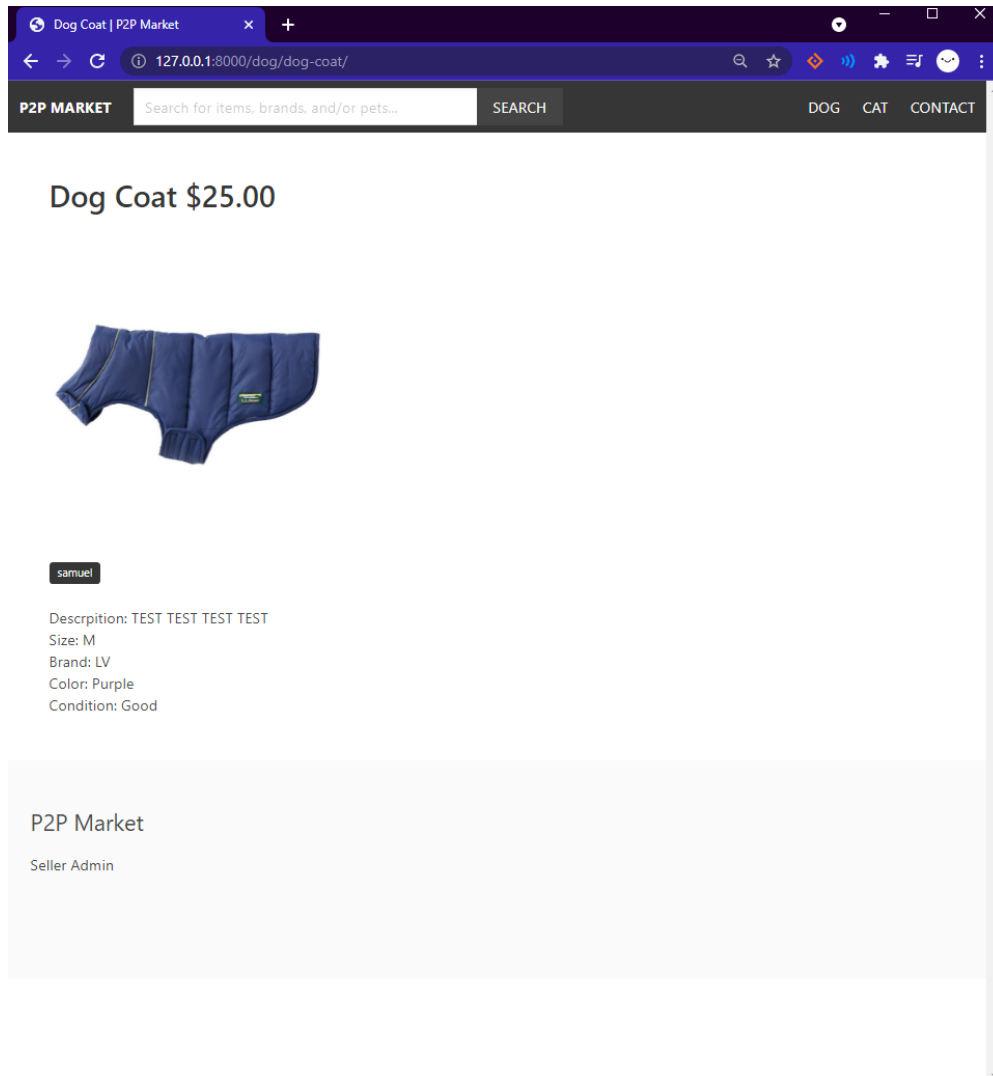 Dog Coat | P2P Market
127.0.0.1:8000/dog/dog-coat/
P2P MARKET Search for items, brands, and/or pets... SEARCH DOG CAT CONTACT
Dog Coat $25.00
samuel
Descrpition: TEST TEST TEST TEST
Size: M
Brand: LV
Color: Purple
Condition: Good
P2P Market
Seller Admin